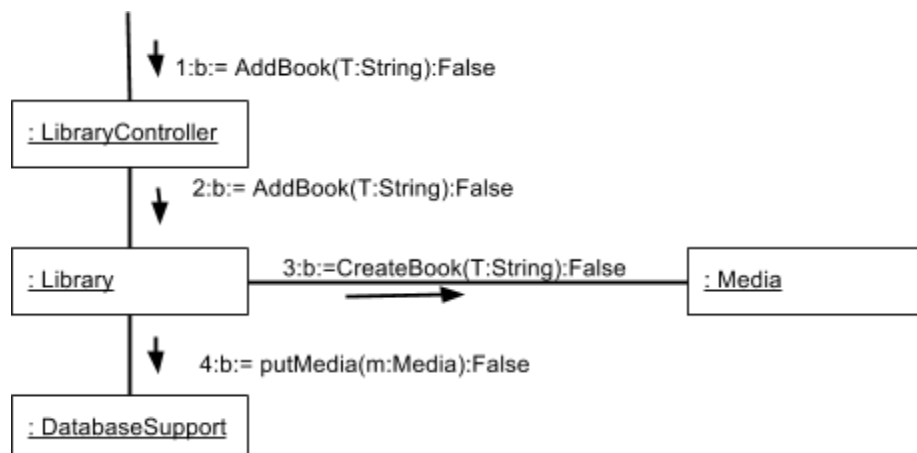 1:b:= AddBook(T:String):False
: LibraryController
2:b:= AddBook(T:String):False
3:b:=CreateBook(T:String):False
: Library
: Media
4:b:= putMedia(m:Media):False
: DatabaseSupport